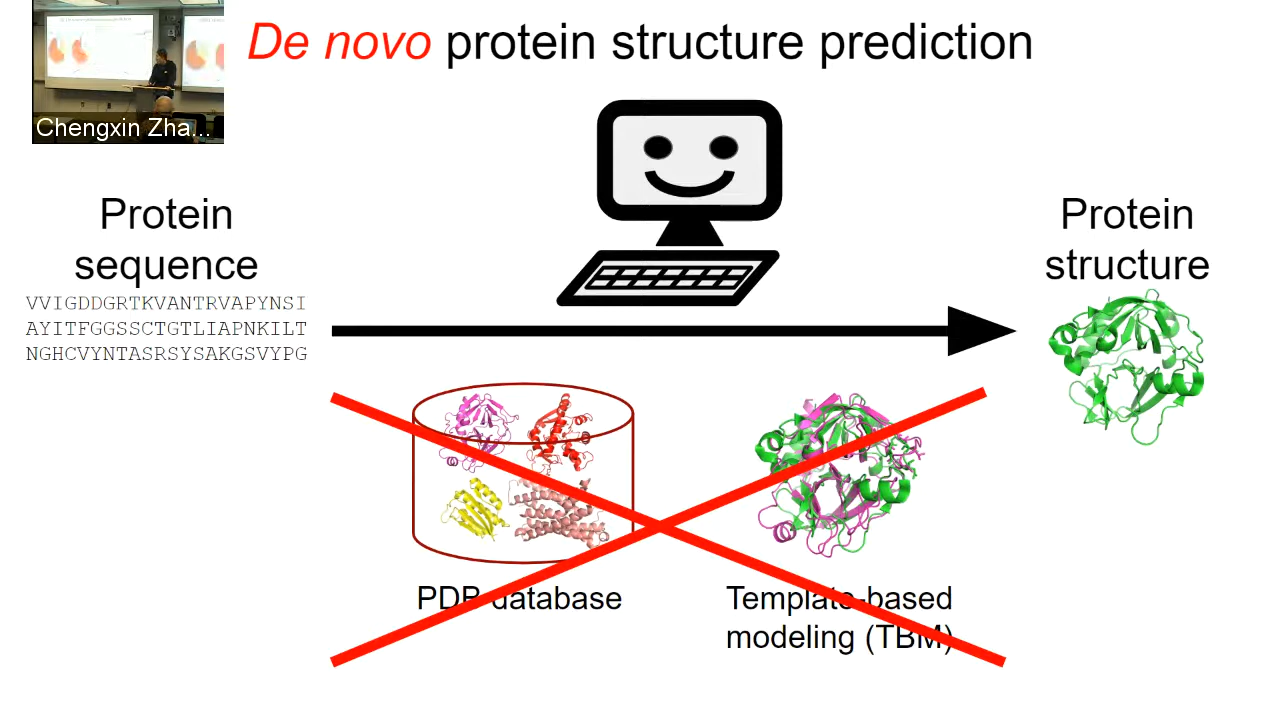 De novo protein structure prediction
Chengxin Zha...
Protein
sequence
VVIGDDGRTKVANTRVAPYNSI
AYITFGGSSCTGTLIAPNKILT
NGHCVYNTASRSYSAKGSVYPG
Protein
structure
PDB database
Template-based
modeling (TBM)